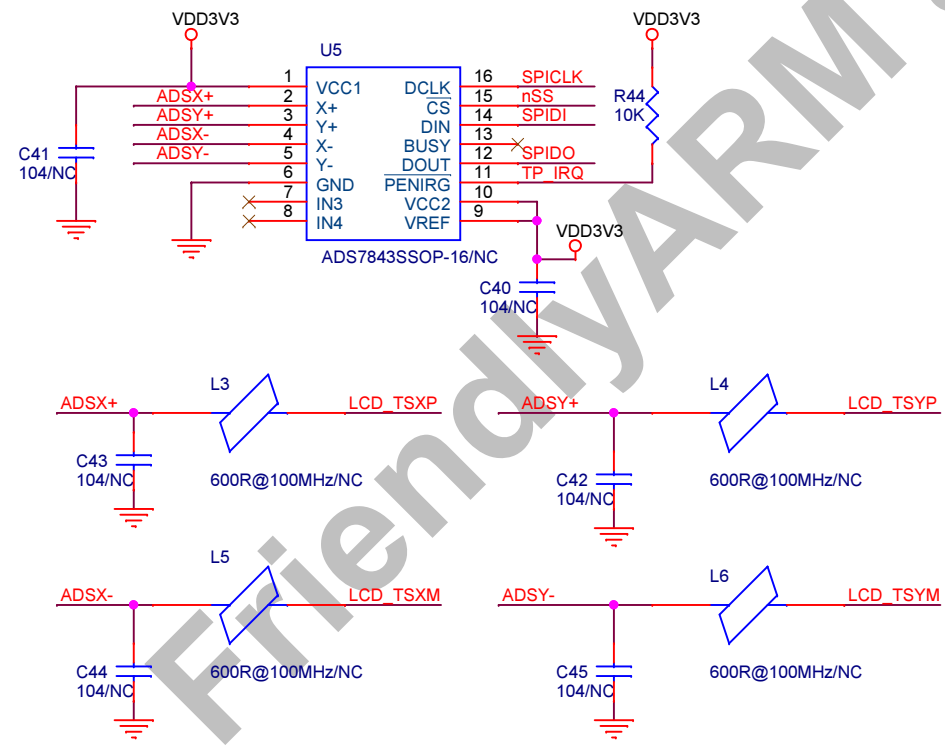 VDD3V3
VDD3V3
U5
1
VCC1
DCLK
16
SPICLK
ADSX+
2
X+
CS
15
nSS
ADSY+
3
Y+
DIN
14
SPIDI
ADSX-
4
X-
BUSY
13
ADSY-
5
Y-
DOUT
12
SPIDO
6
GND
PENIRG
11
TP_IRQ
7
IN3
VCC2
10
8
IN4
VREF
9
R44
10K
C41
104/NC
VDD3V3
ADS7843SSOP-16/NC
C40
104/NC
ADSX+
L3
LCD_TSXP
C43
104/NC
600R@100MHz/NC
ADSY+
L4
LCD_TSYP
C42
104/NC
600R@100MHz/NC
ADSX-
L5
LCD_TSXM
C44
104/NC
600R@100MHz/NC
ADSY-
L6
LCD_TSYM
C45
104/NC
600R@100MHz/NC
FriendlyARM